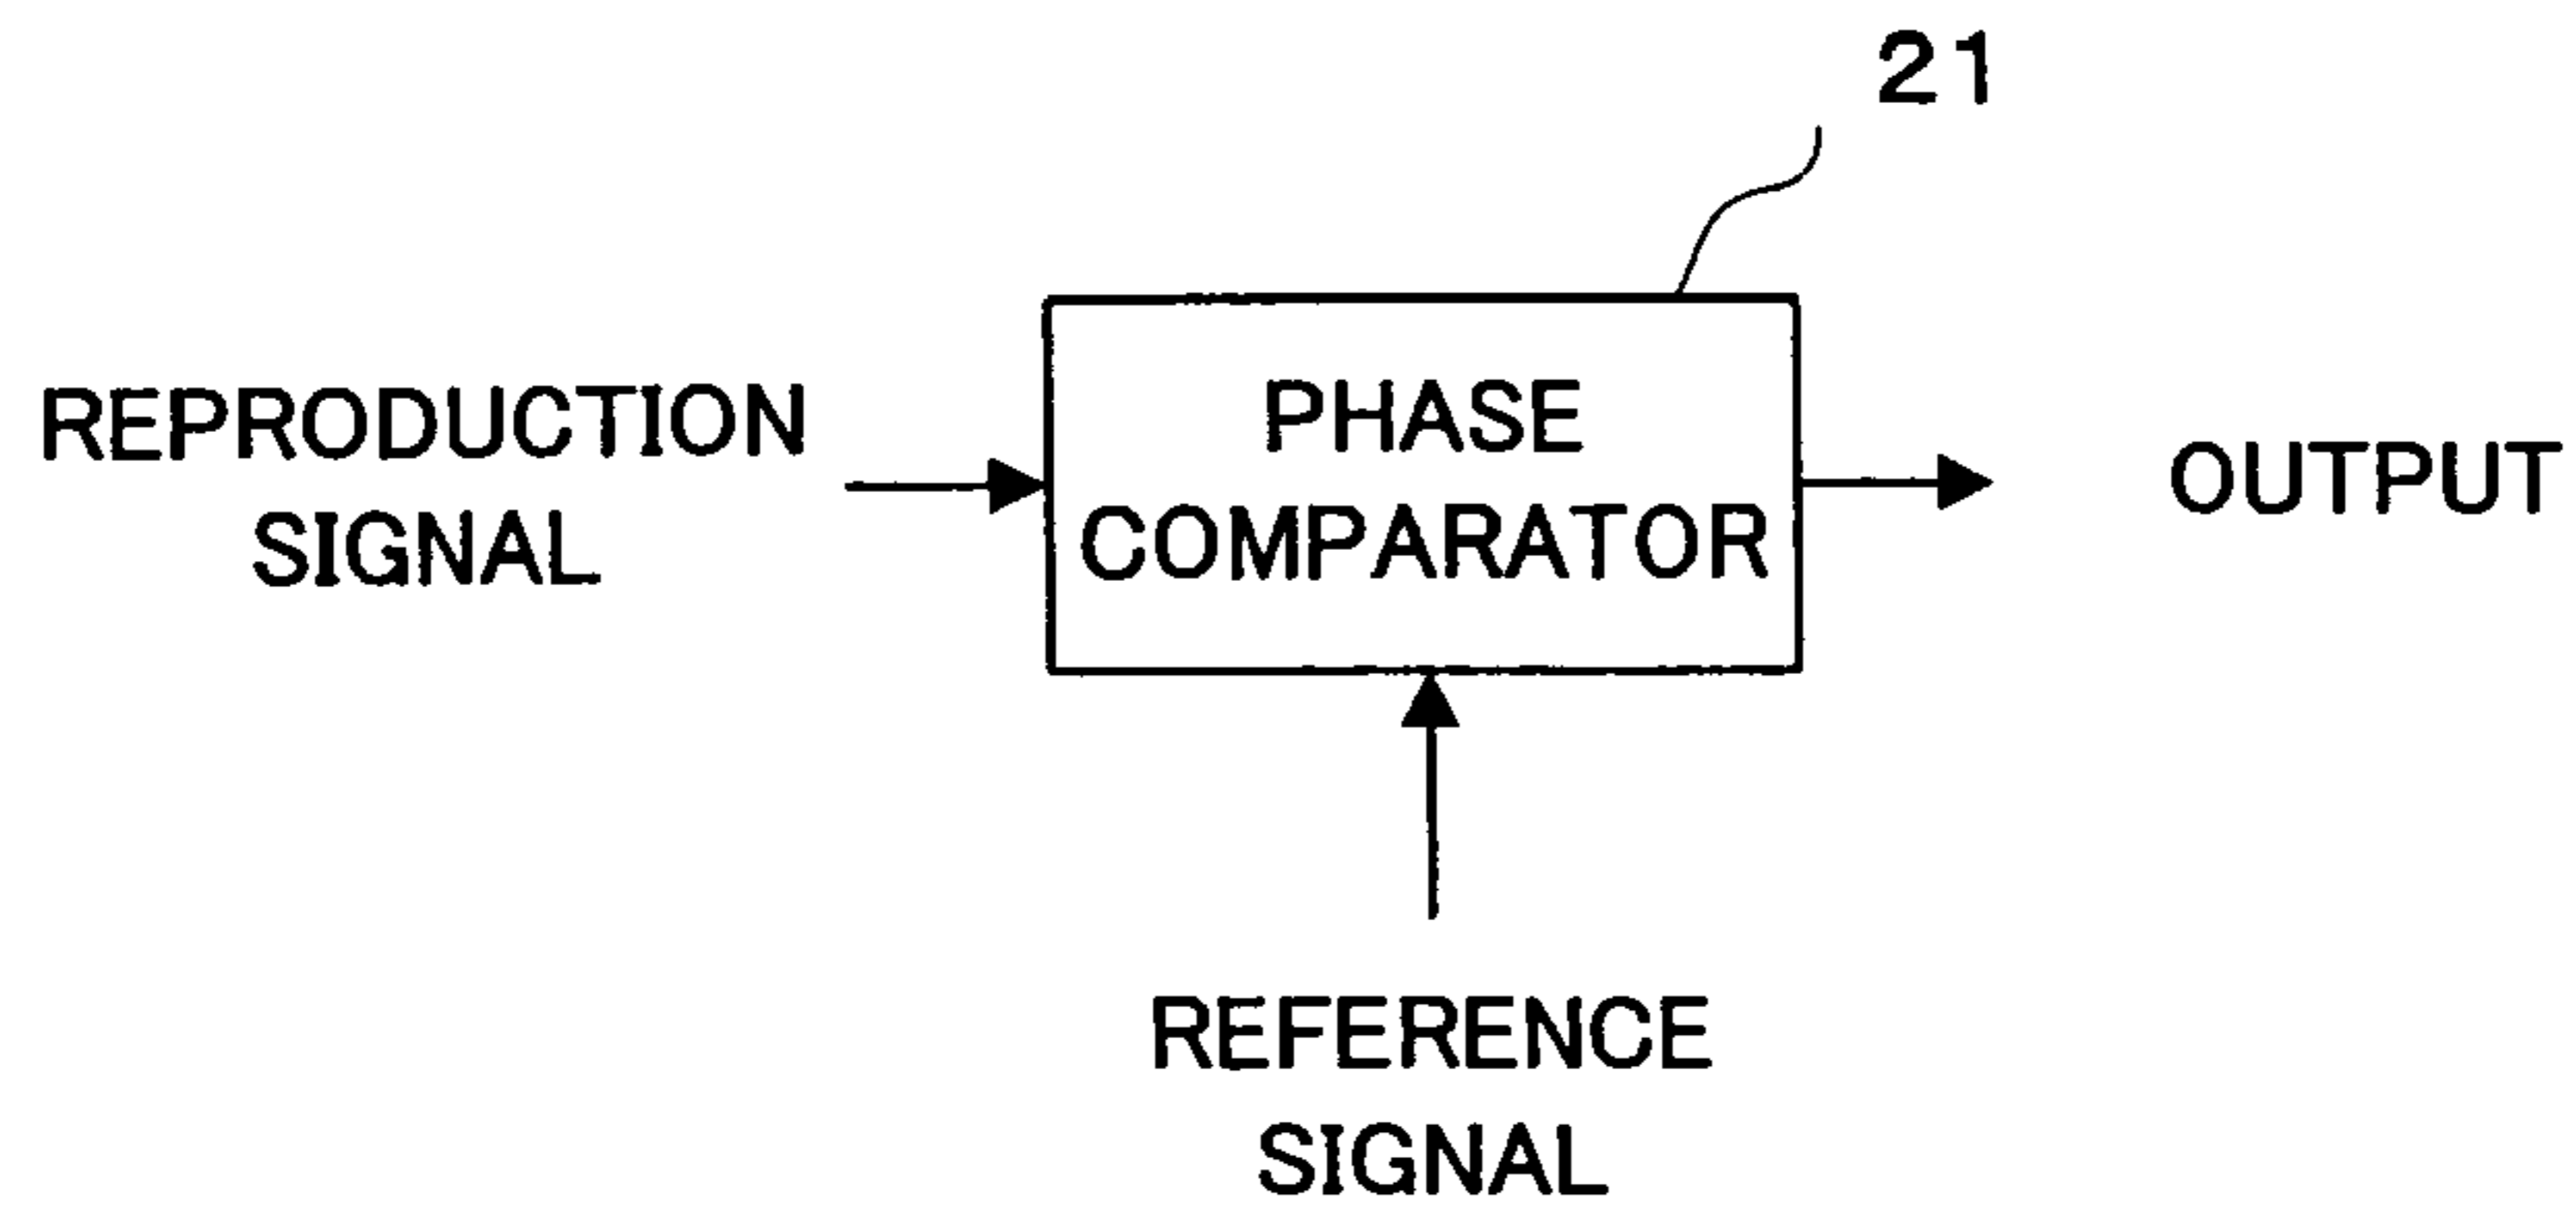 21
REPRODUCTION
SIGNAL
PHASE
COMPARATOR
OUTPUT
REFERENCE
SIGNAL